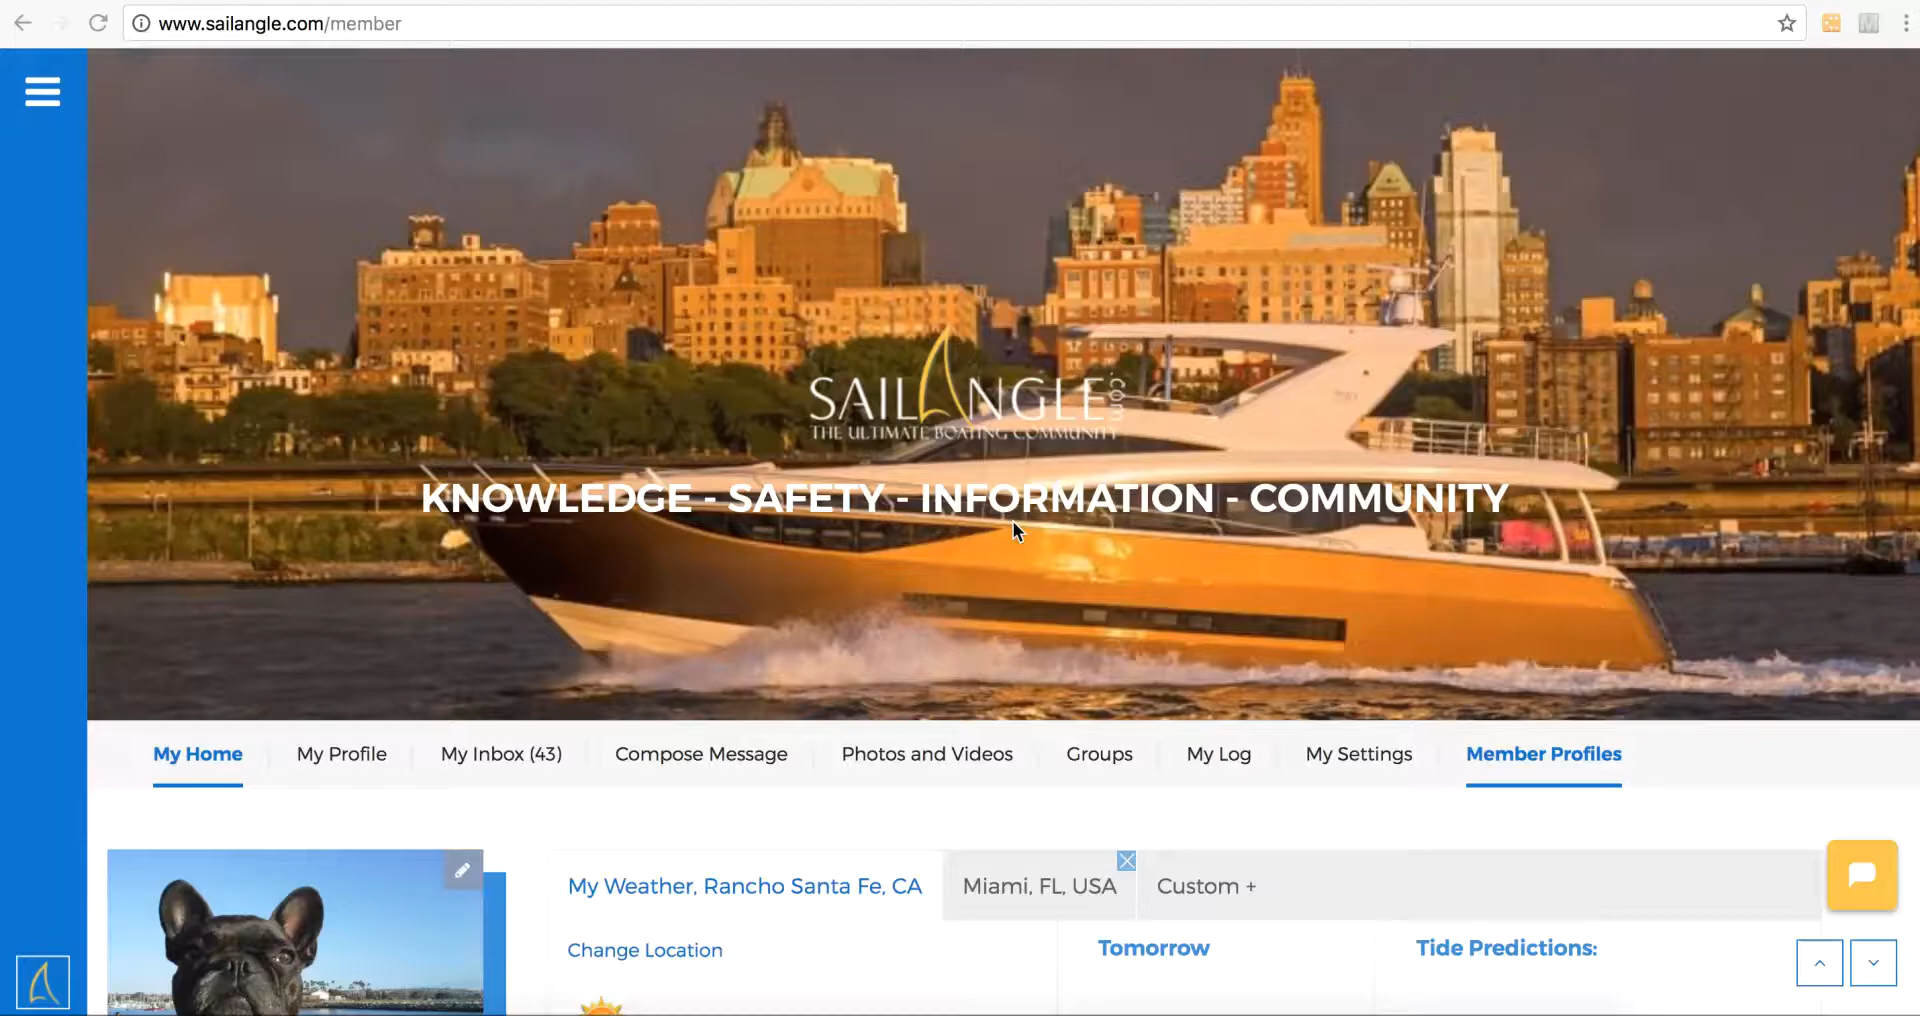 www.sailangle.com/member
SAILANGLE.com
THE ULTIMATE BOATING COMMUNITY
KNOWLEDGE - SAFETY - INFORMATION - COMMUNITY
My Home My Profile My Inbox (43) Compose Message Photos and Videos Groups My Log My Settings Member Profiles
My Weather, Rancho Santa Fe, CA Miami, FL, USA Custom +
Change Location Tomorrow Tide Predictions: